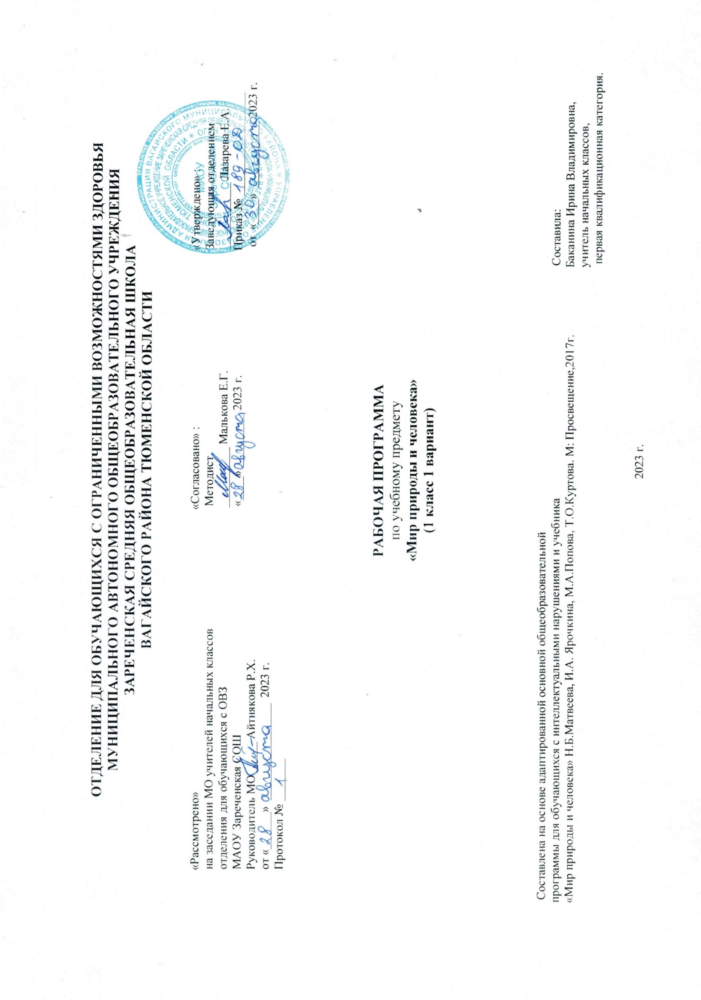 ОТДЕЛЕНИЕ ДЛЯ ОБУЧАЮЩИХСЯ С ОГРАНИЧЕННЫМИ ВОЗМОЖНОСТЯМИ ЗДОРОВЬЯ
МУНИЦИПАЛЬНОГО АВТОНОМНОГО ОБЩЕОБРАЗОВАТЕЛЬНОГО УЧРЕЖДЕНИЯ
ЗАРЕЧЕНСКАЯ СРЕДНЯЯ ОБЩЕОБРАЗОВАТЕЛЬНАЯ ШКОЛА
ВАГАЙСКОГО РАЙОНА ТЮМЕНСКОЙ ОБЛАСТИ
«Рассмотрено»
на заседании МО учителей начальных классов
отделения для обучающихся с ОВЗ
МАОУ Зареченская СОШ
Руководитель МО Айтнякова Р.Х.
от « 28 » августа 2023 г.
Протокол № 1
«Согласовано» :
Методист
Малькова Е.Г.
« 28 » августа 2023 г.
«Утверждено» :
Заведующая отделением
Лазарева Е.А.
Приказ № 189-ОД
от « 30 » августа 2023 г.
МАОУ
РАБОЧАЯ ПРОГРАММА
по учебному предмету
«Мир природы и человека»
(1 класс 1 вариант)
Составлена на основе адаптированной основной общеобразовательной
программы для обучающихся с интеллектуальными нарушениями и учебника
«Мир природы и человека» Н.Б.Матвеева, И.А. Ярочкина, М.А.Попова, Т.О.Куртова. М: Просвещение,2017г.
Составила:
Баканина Ирина Владимировна,
учитель начальных классов,
первая квалификационная категория.
2023 г.